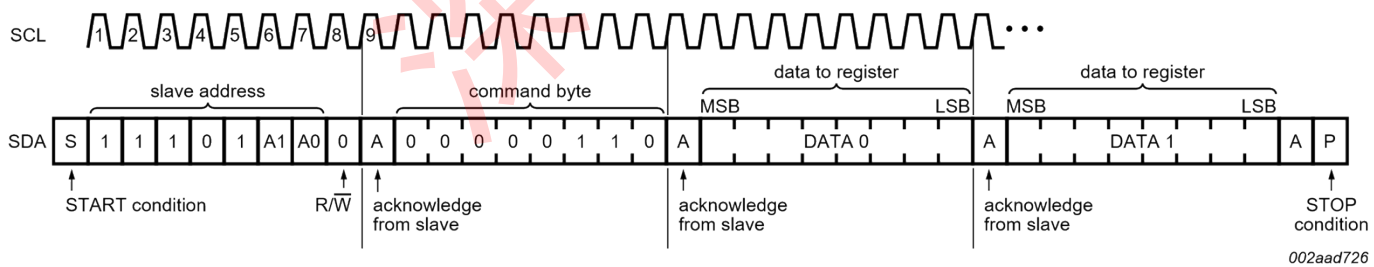 SCL 1 2 3 4 5 6 7 8 9
data to register data to register
slave address command byte
MSB LSB MSB LSB
SDA S 1 1 1 0 1 A1 A0 0 A 0 0 0 0 0 1 1 0 A DATA 0 A DATA 1 A P
START condition R/W̅ acknowledge from slave acknowledge from slave acknowledge from slave STOP condition
002aad726